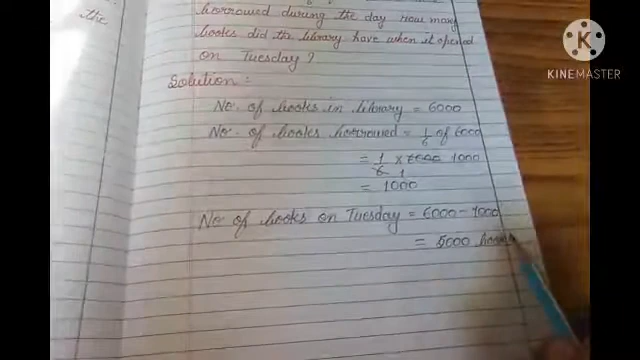 the
borrowed during the day How many
books did the library have when it opened
on Tuesday?
Solution:
No. of books in library = 6000
No. of books borrowed = 1/6 of 6000
= 1/6 × 6000 1000
1
= 1000
No of books on Tuesday = 6000 - 1000
= 5000 books
KINEMASTER